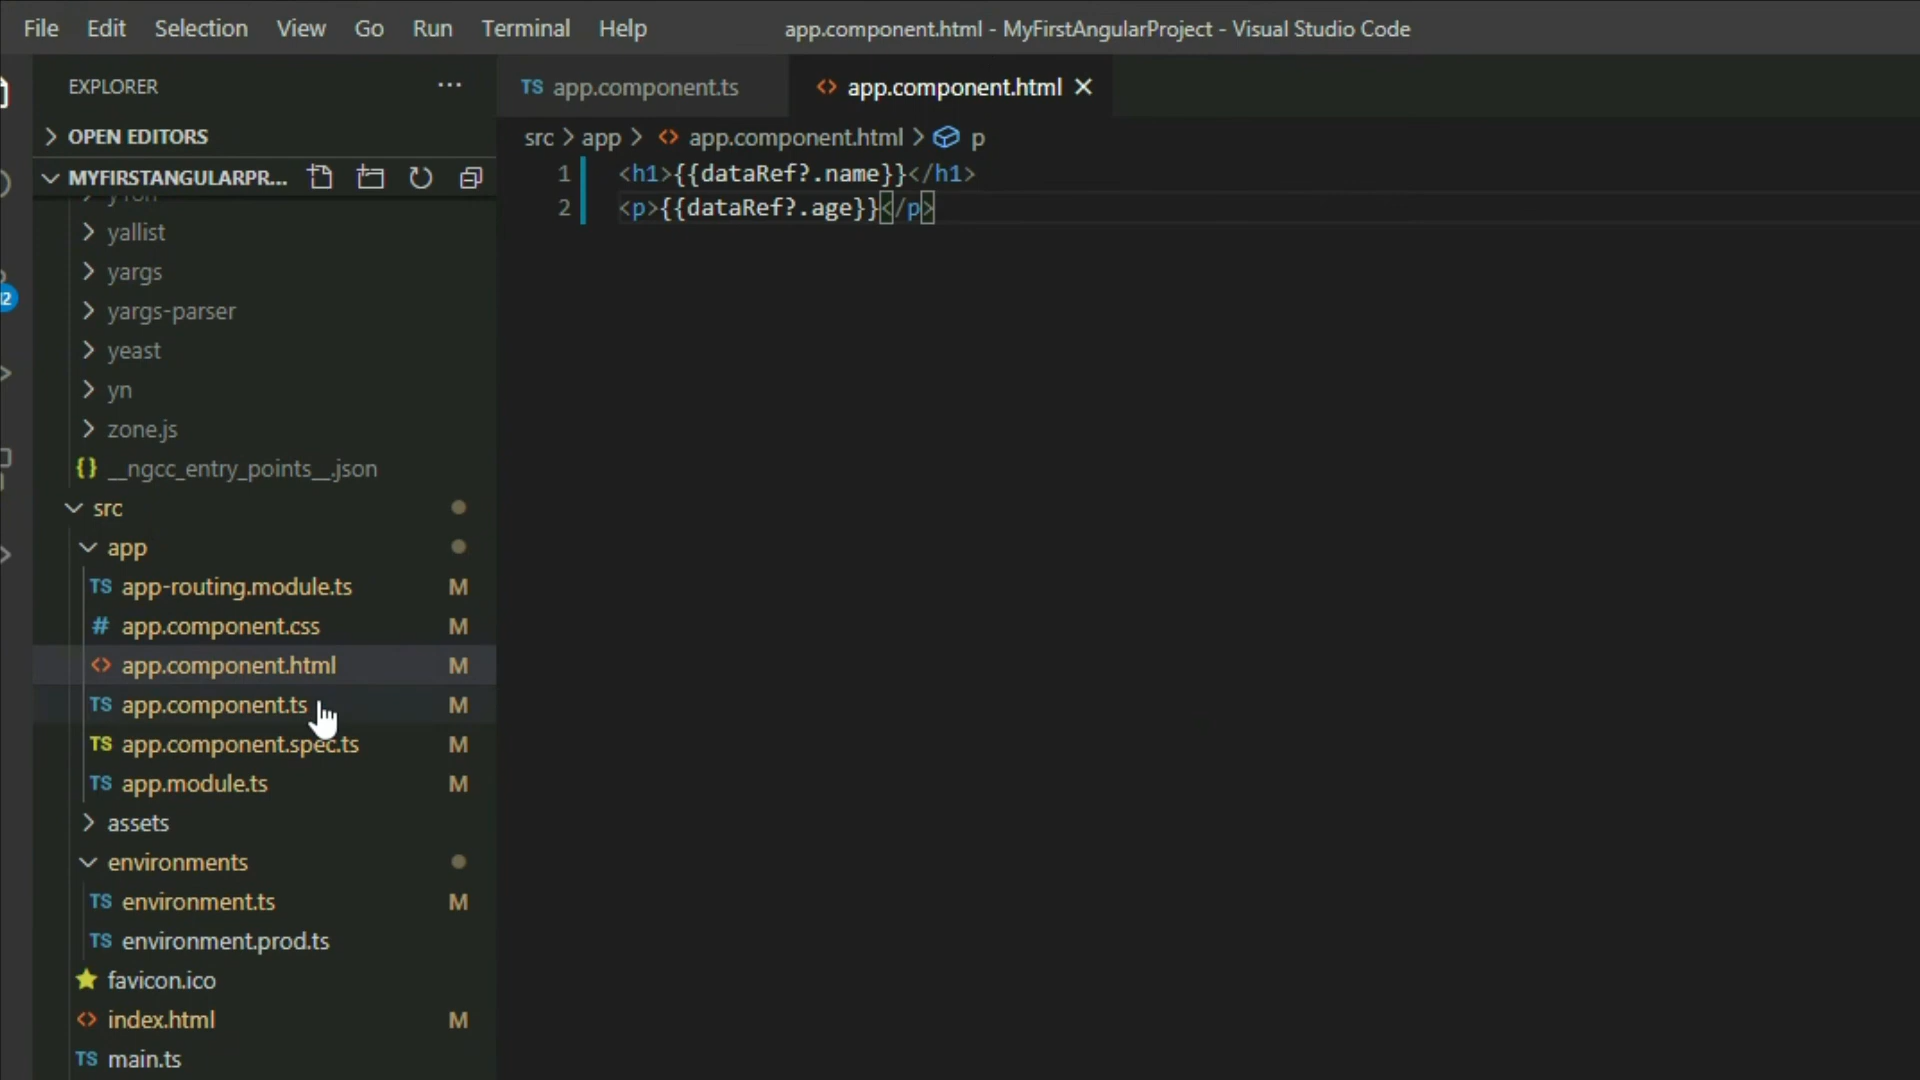 File Edit Selection View Go Run Terminal Help
app.component.html - MyFirstAngularProject - Visual Studio Code
EXPLORER
OPEN EDITORS
MYFIRSTANGULARPR...
yallist
yargs
yargs-parser
yeast
yn
zone.js
{} __ngcc_entry_points__.json
src
app
TS app-routing.module.ts M
# app.component.css M
<> app.component.html M
TS app.component.ts M
TS app.component.spec.ts M
TS app.module.ts M
assets
environments
TS environment.ts M
TS environment.prod.ts
favicon.ico
<> index.html M
TS main.ts
TS app.component.ts
<> app.component.html
src > app > <> app.component.html > p
1 <h1>{{dataRef?.name}}</h1>
2 <p>{{dataRef?.age}}</p>